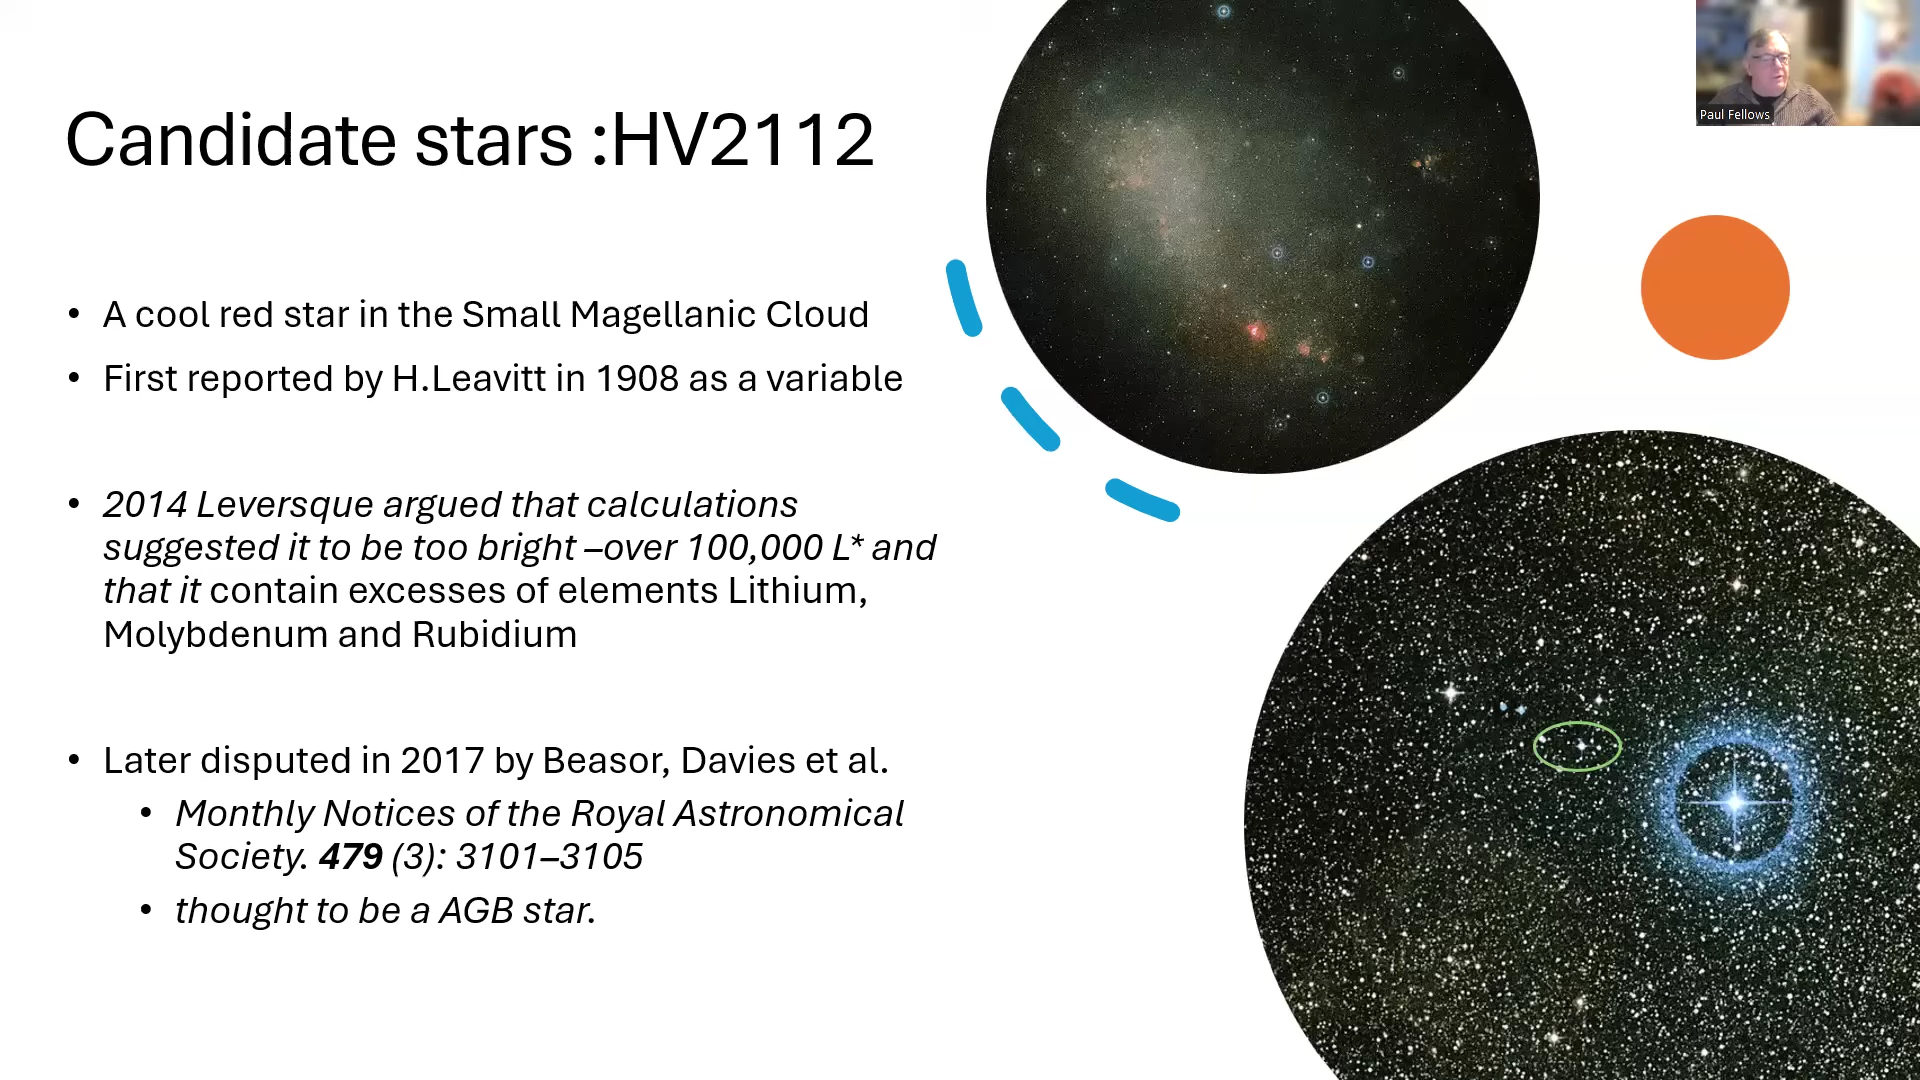 Candidate stars :HV2112
Paul Fellows
• A cool red star in the Small Magellanic Cloud
• First reported by H.Leavitt in 1908 as a variable
• 2014 Leversque argued that calculations
suggested it to be too bright –over 100,000 L* and
that it contain excesses of elements Lithium,
Molybdenum and Rubidium
• Later disputed in 2017 by Beasor, Davies et al.
• Monthly Notices of the Royal Astronomical
Society. 479 (3): 3101–3105
• thought to be a AGB star.